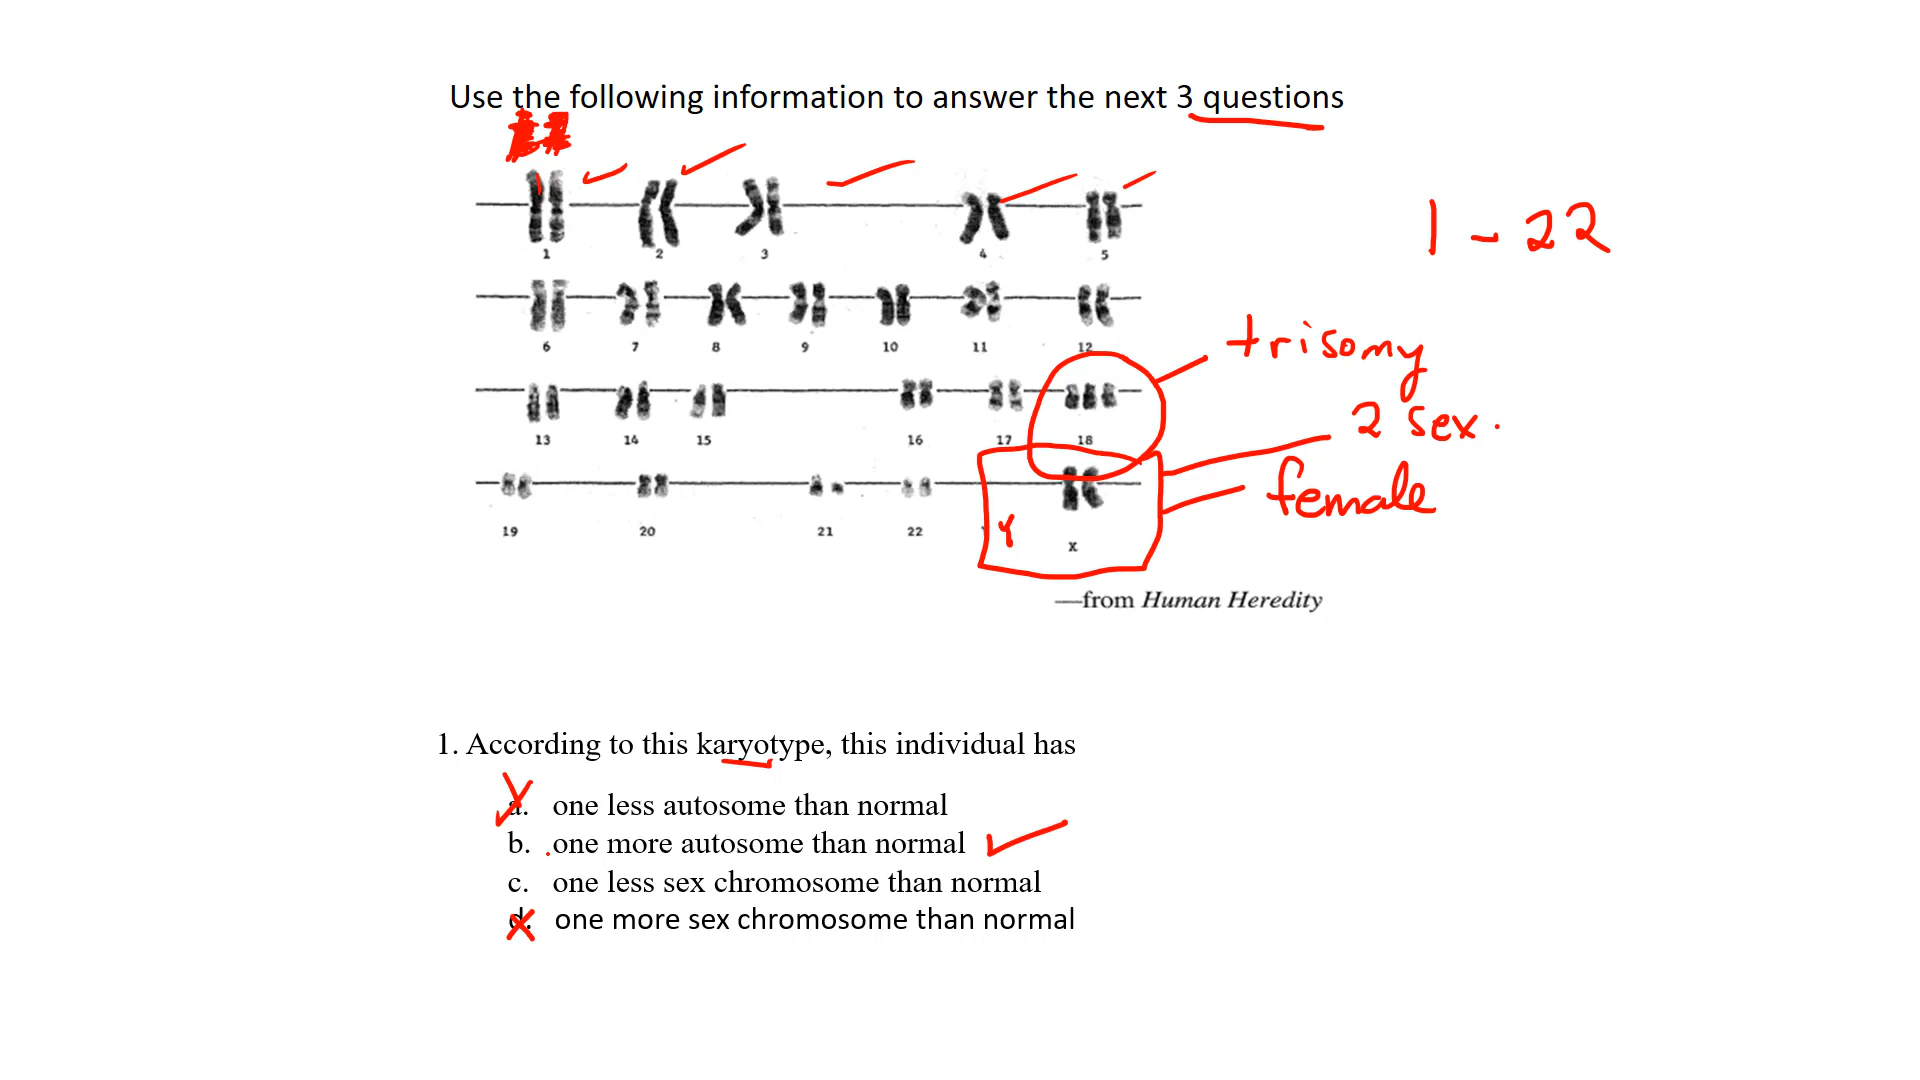 Use the following information to answer the next 3 questions
1 2 3 4 5
1 - 22
6 7 8 9 10 11 12
trisomy
13 14 15 16 17 18
2 sex.
female
19 20 21 22 Y X
—from Human Heredity
1. According to this karyotype, this individual has
a. one less autosome than normal
b. one more autosome than normal
c. one less sex chromosome than normal
d. one more sex chromosome than normal